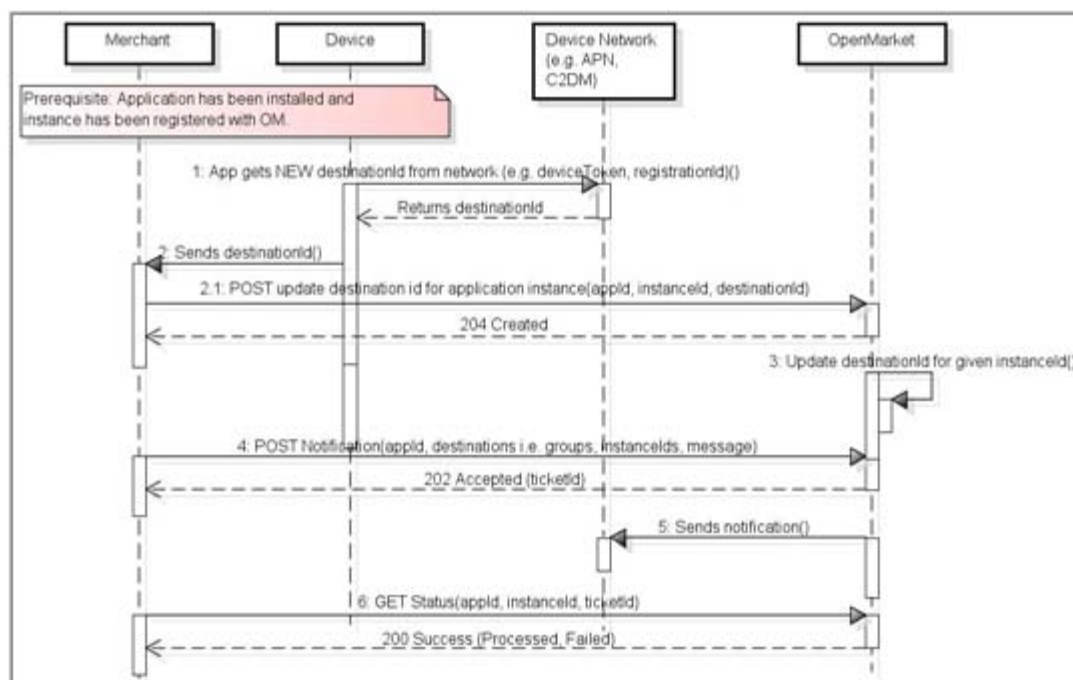 Merchant
Device
Device Network
(e.g. APN,
C2DM)
OpenMarket
Prerequisite: Application has been installed and
instance has been registered with OM.
1: App gets NEW destinationId from network (e.g. deviceToken, registrationId)()
Returns destinationId
2: Sends destinationId()
2.1: POST update destination id for application instance(appId, instanceId, destinationId)
204 Created
3: Update destinationId for given instanceId()
4: POST Notification(appId, destinations i.e. groups, instanceIds, message)
202 Accepted (ticketId)
5: Sends notification()
6: GET Status(appId, instanceId, ticketId)
200 Success (Processed, Failed)